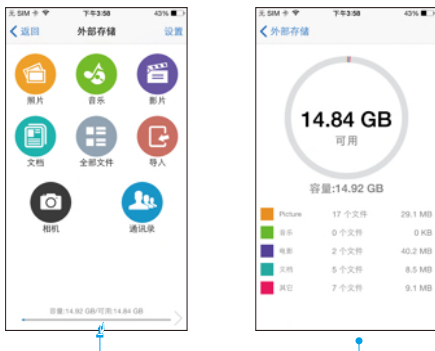 无 SIM 卡 下午3:58 43%
返回 外部存储 设置
照片 音乐 影片
文档 全部文件 导入
相机 通讯录
容量:14.92 GB/可用:14.84 GB
无 SIM 卡 下午3:58 43%
外部存储
14.84 GB
可用
容量:14.92 GB
Picture 17 个文件 29.1 MB
音乐 0 个文件 0 KB
电影 2 个文件 40.2 MB
文档 5 个文件 8.5 MB
其它 7 个文件 9.1 MB